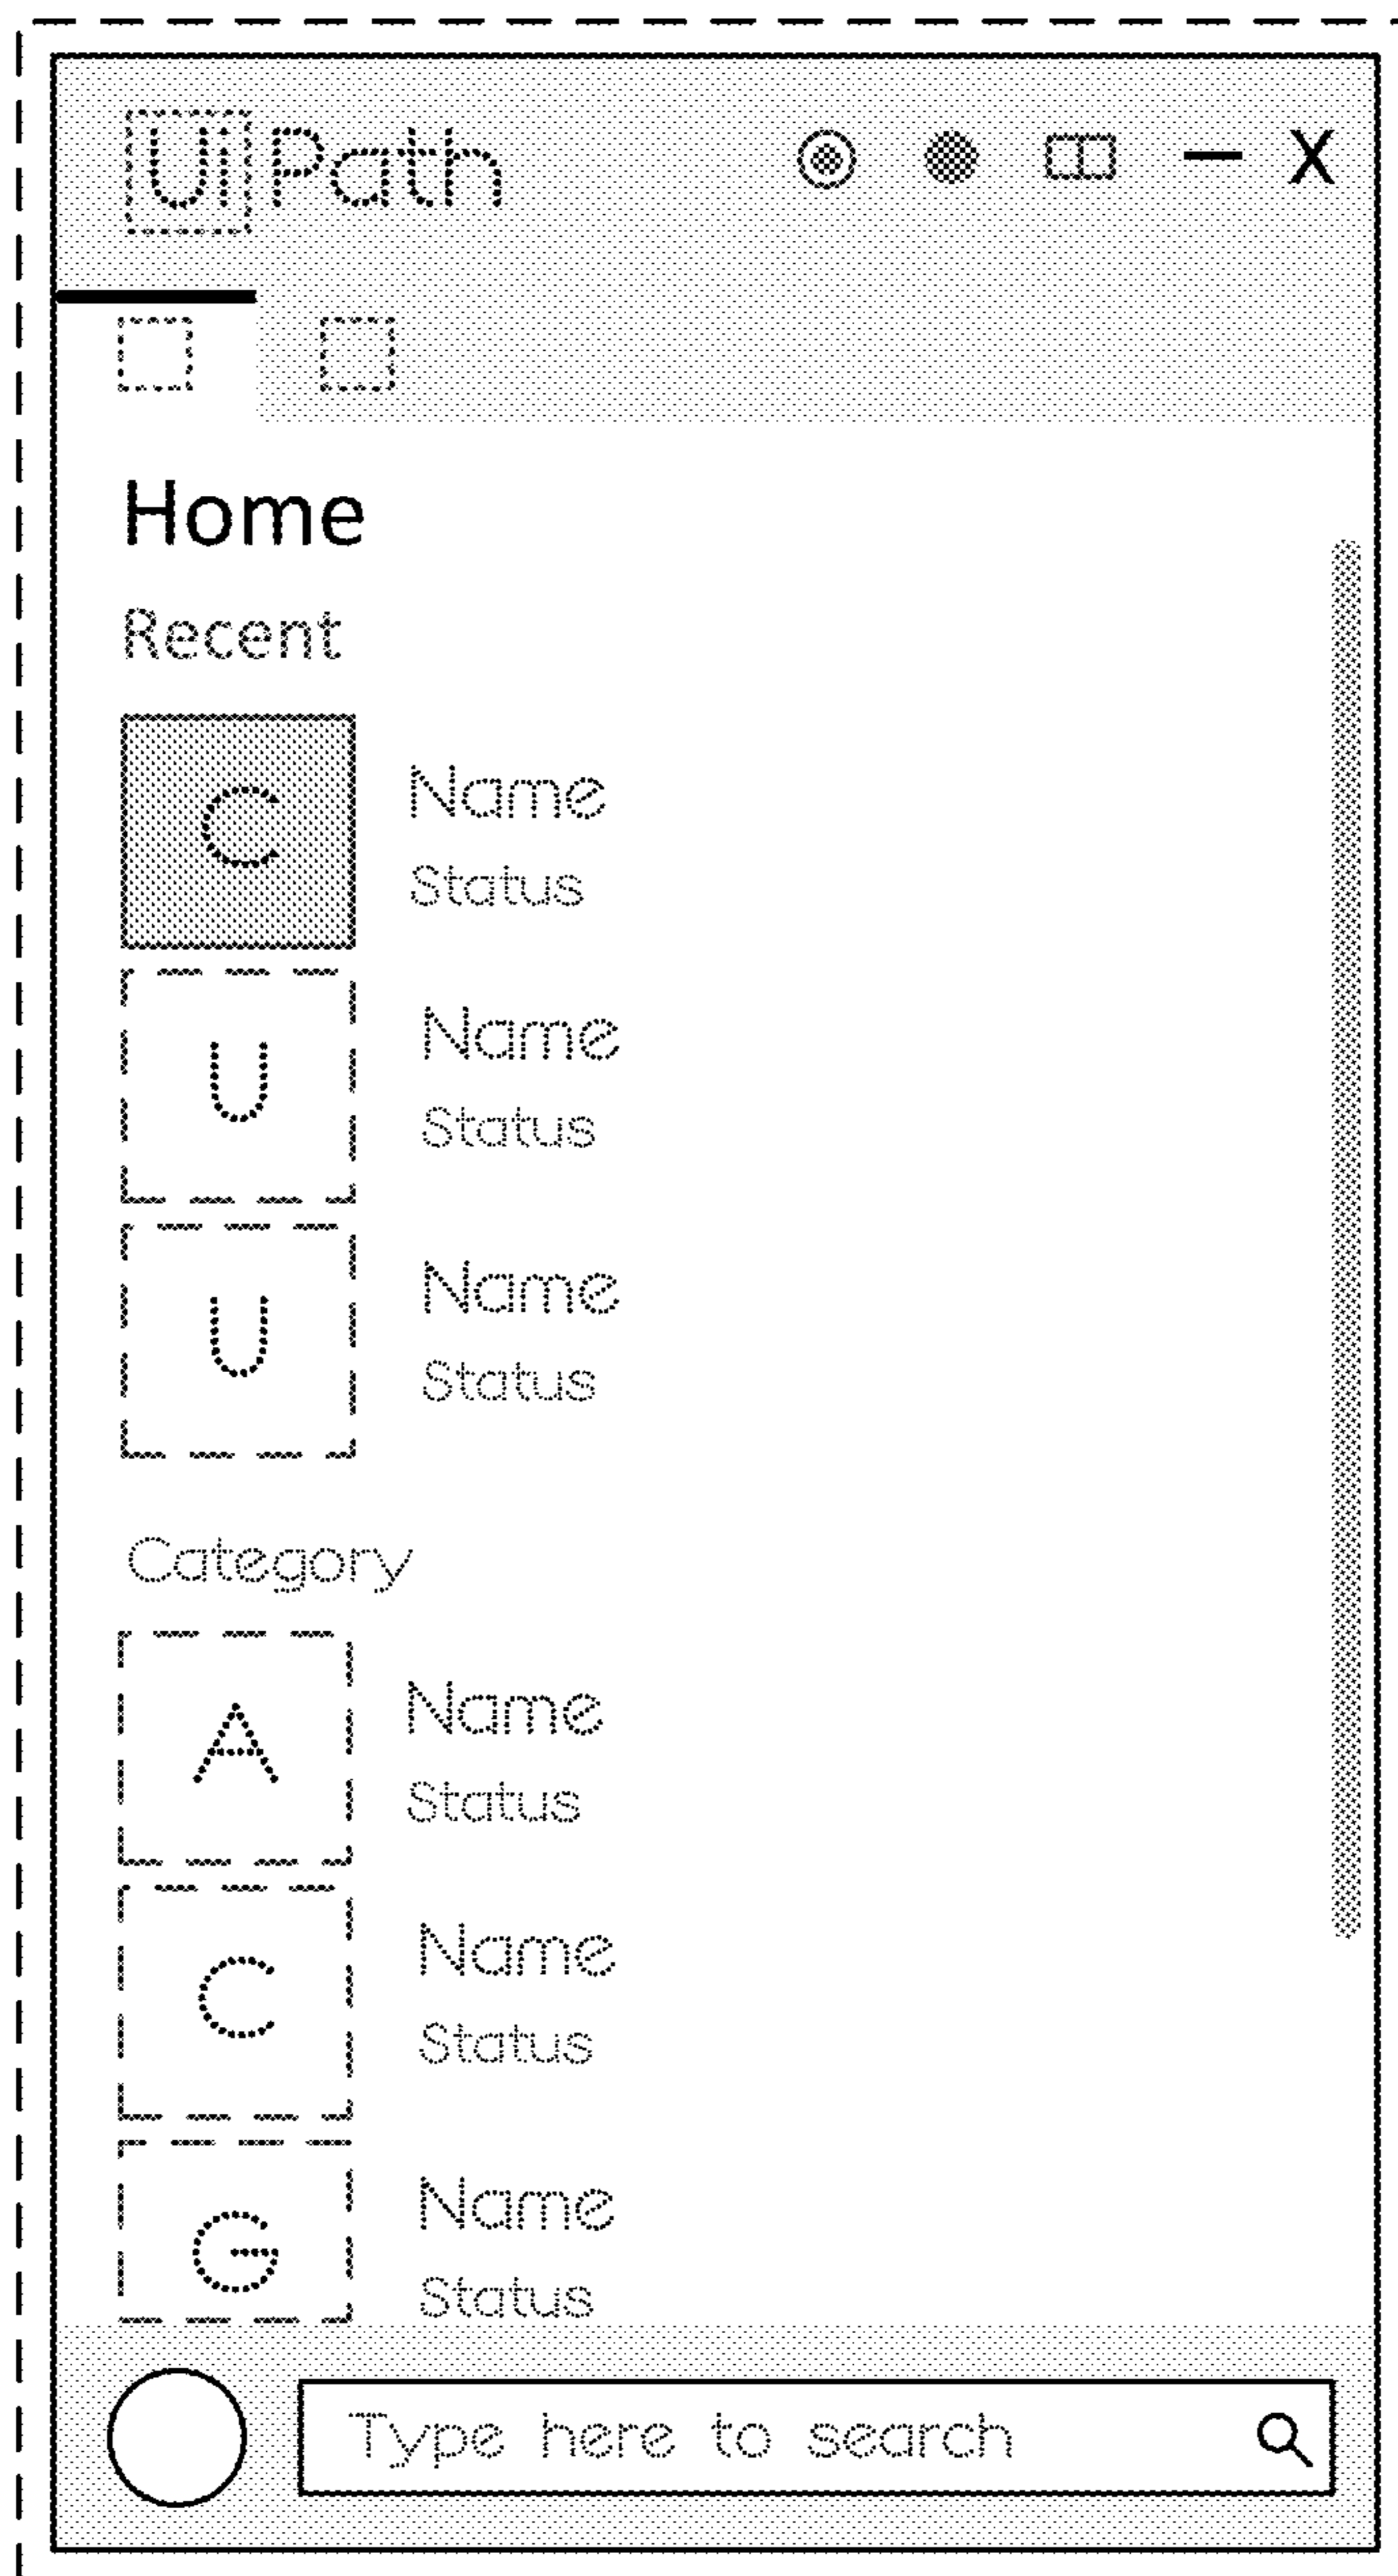 UiPath
X
Home
Recent
C
Name
Status
U
Name
Status
U
Name
Status
Category
A
Name
Status
C
Name
Status
G
Name
Status
Type here to search